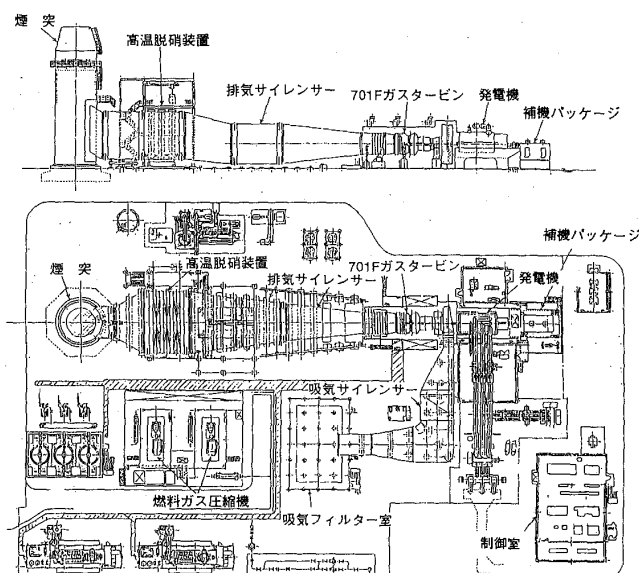 煙 突
高温脱硝装置
排気サイレンサー
701Fガスタービン
発電機
補機パッケージ
補機パッケージ
煙 突
高温脱硝装置
排気サイレンサー
701Fガスタービン
発電機
吸気サイレンサー
燃料ガス圧縮機
吸気フィルター室
制御室